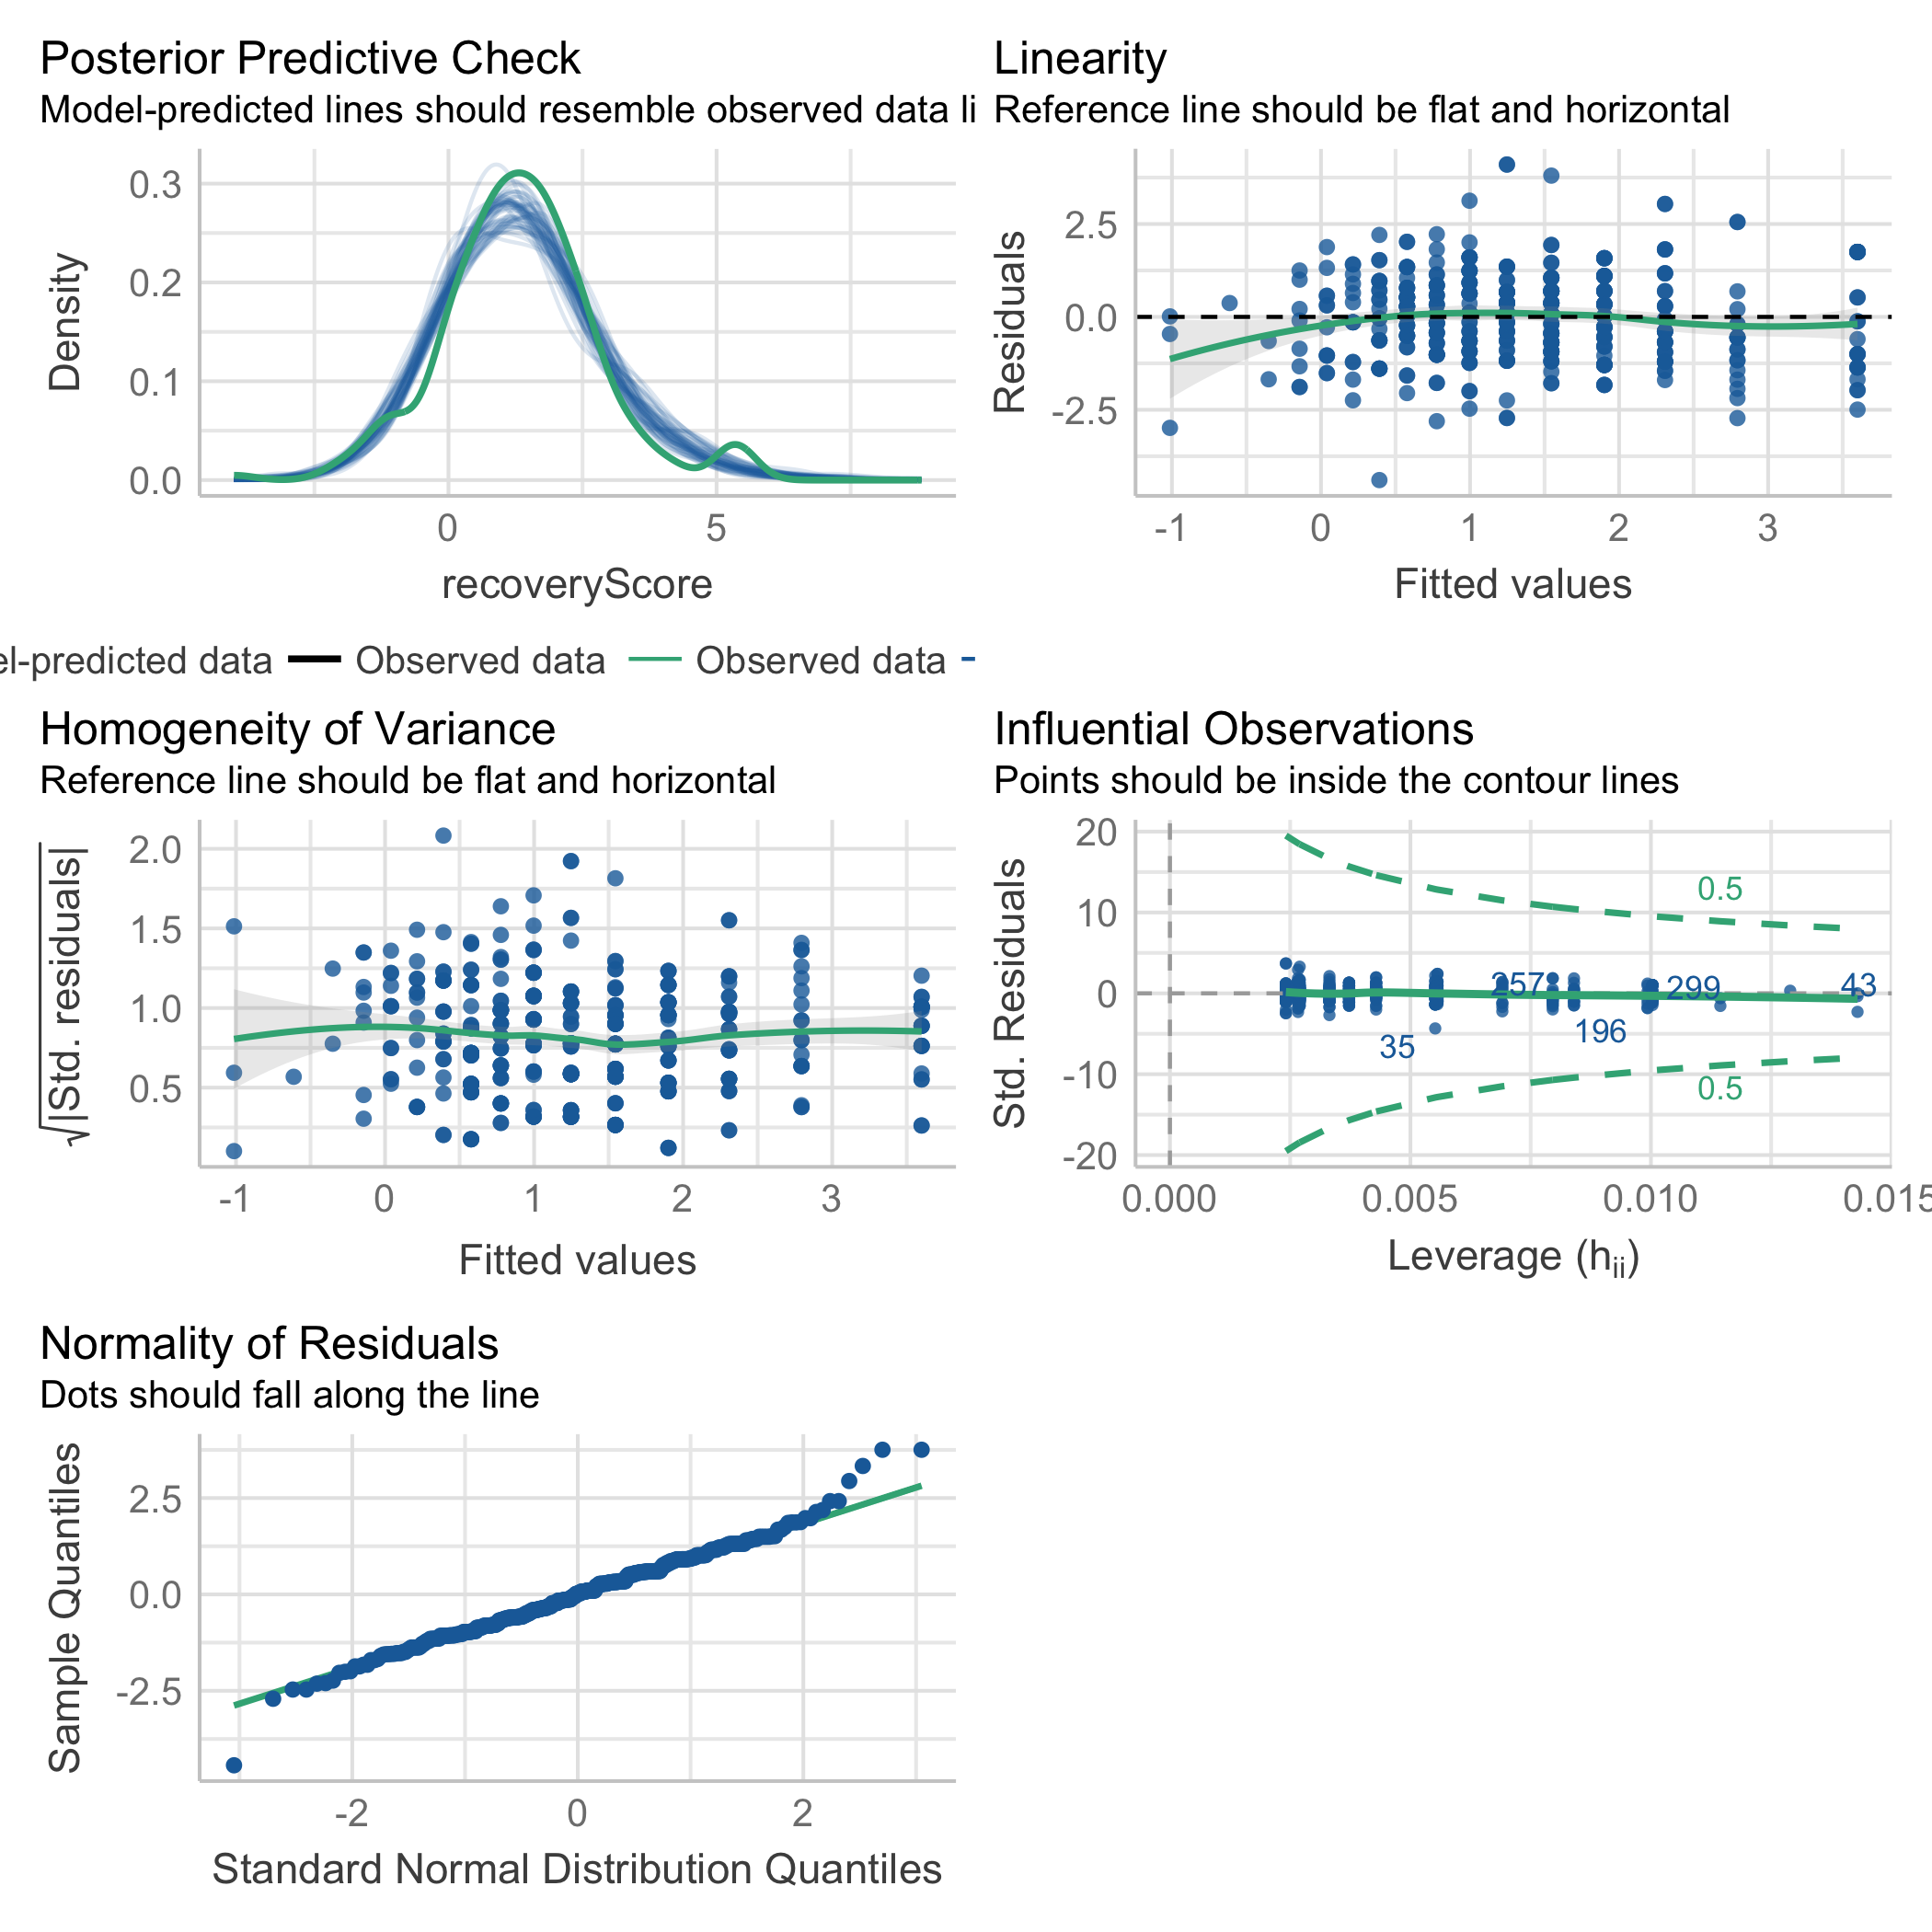 Posterior Predictive Check
Model-predicted lines should resemble observed data li
Density
0.3
0.2
0.1
0.0
0
5
recoveryScore
el-predicted data
Observed data
Observed data
Linearity
Reference line should be flat and horizontal
Residuals
2.5
0.0
-2.5
-1
0
1
2
3
Fitted values
Homogeneity of Variance
Reference line should be flat and horizontal
√|Std. residuals|
2.0
1.5
1.0
0.5
-1
0
1
2
3
Fitted values
Influential Observations
Points should be inside the contour lines
Std. Residuals
20
10
0
-10
-20
0.5
257
299
43
35
196
0.5
0.000
0.005
0.010
0.015
Leverage (hii)
Normality of Residuals
Dots should fall along the line
Sample Quantiles
2.5
0.0
-2.5
-2
0
2
Standard Normal Distribution Quantiles